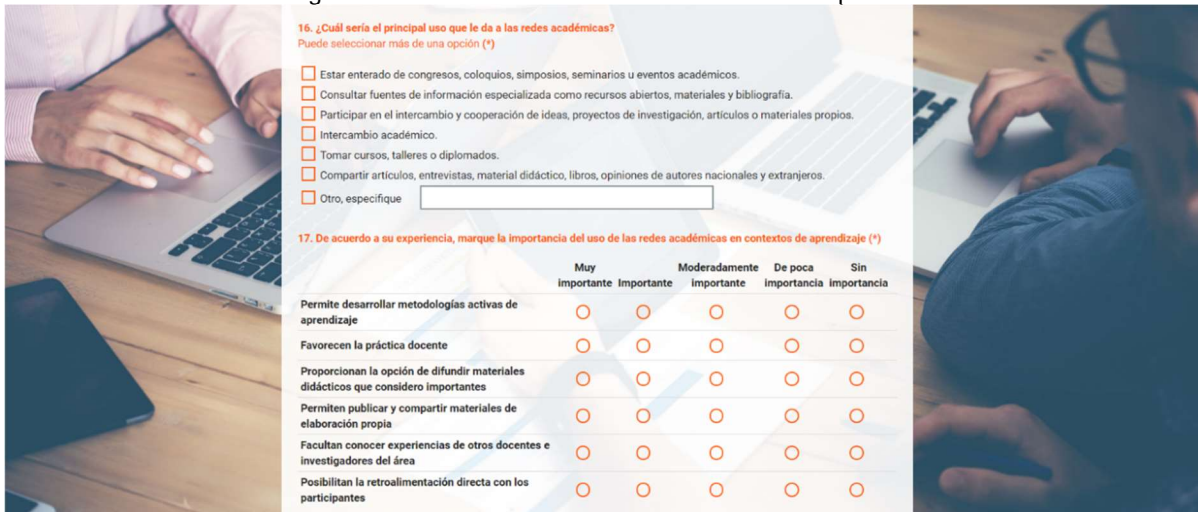 16. ¿Cuál sería el principal uso que le da a las redes académicas?
Puede seleccionar más de una opción (*)
Estar enterado de congresos, coloquios, simposios, seminarios u eventos académicos.
Consultar fuentes de información especializada como recursos abiertos, materiales y bibliografía.
Participar en el intercambio y cooperación de ideas, proyectos de investigación, artículos o materiales propios.
Intercambio académico.
Tomar cursos, talleres o diplomados.
Compartir artículos, entrevistas, material didáctico, libros, opiniones de autores nacionales y extranjeros.
Otro, especifique
17. De acuerdo a su experiencia, marque la importancia del uso de las redes académicas en contextos de aprendizaje (*)
Muy Moderadamente De poca Sin
importante Importante importante importancia importancia
Permite desarrollar metodologías activas de
aprendizaje
Favorecen la práctica docente
Proporcionan la opción de difundir materiales
didácticos que considero importantes
Permiten publicar y compartir materiales de
elaboración propia
Facultan conocer experiencias de otros docentes e
investigadores del área
Posibilitan la retroalimentación directa con los
participantes